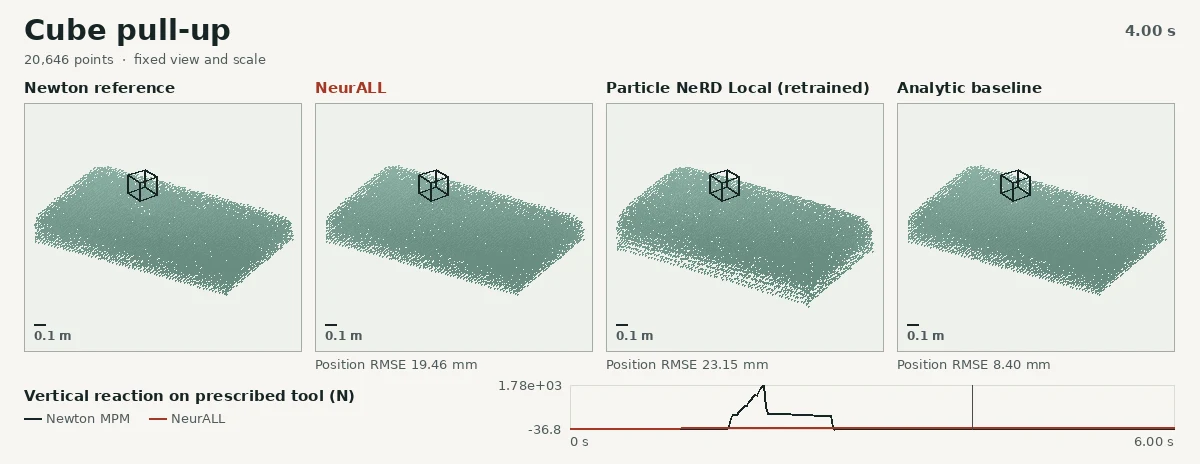 Cube pull-up
4.00 s
20,646 points · fixed view and scale
Newton reference
NeurALL
Particle NeRD Local (retrained)
Analytic baseline
0.1 m
0.1 m
0.1 m
0.1 m
Position RMSE 19.46 mm
Position RMSE 23.15 mm
Position RMSE 8.40 mm
Vertical reaction on prescribed tool (N)
Newton MPM
NeurALL
1.78e+03
-36.8
0 s
6.00 s